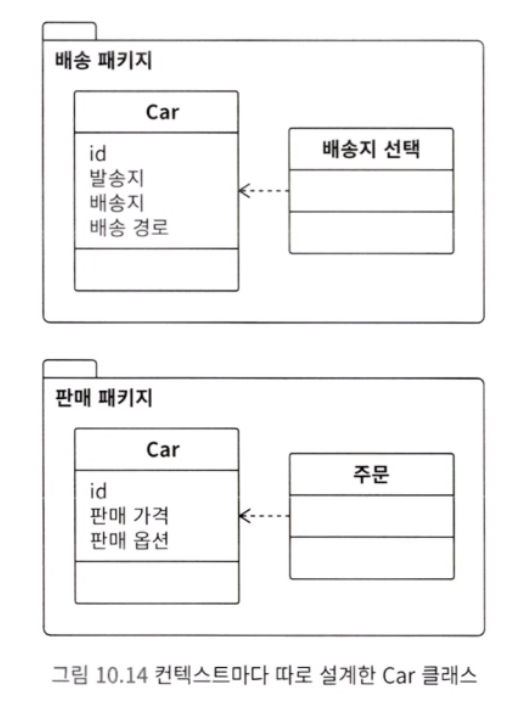 배송 패키지
Car
id
발송지
배송지
배송 경로
배송지 선택
판매 패키지
Car
id
판매 가격
판매 옵션
주문
그림 10.14 컨텍스트마다 따로 설계한 Car 클래스